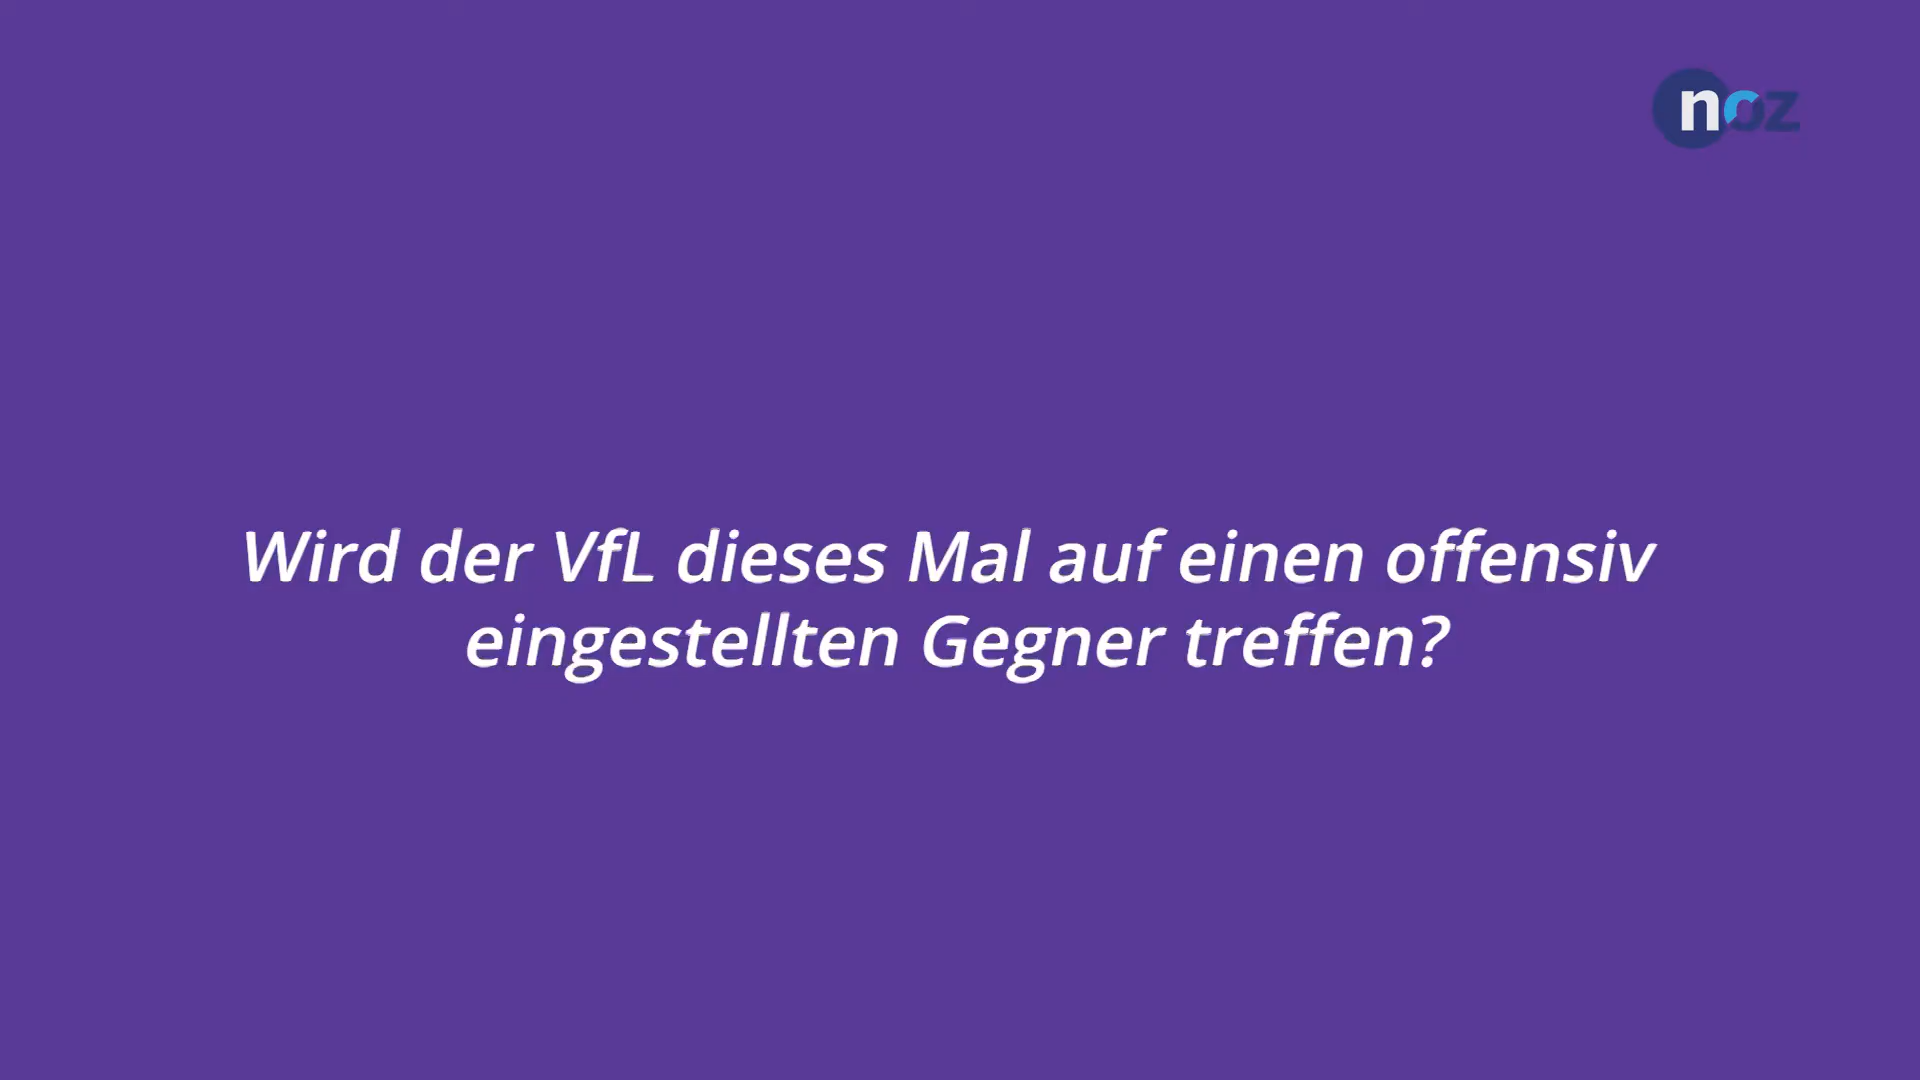 noz
Wird der VfL dieses Mal auf einen offensiv
eingestellten Gegner treffen?